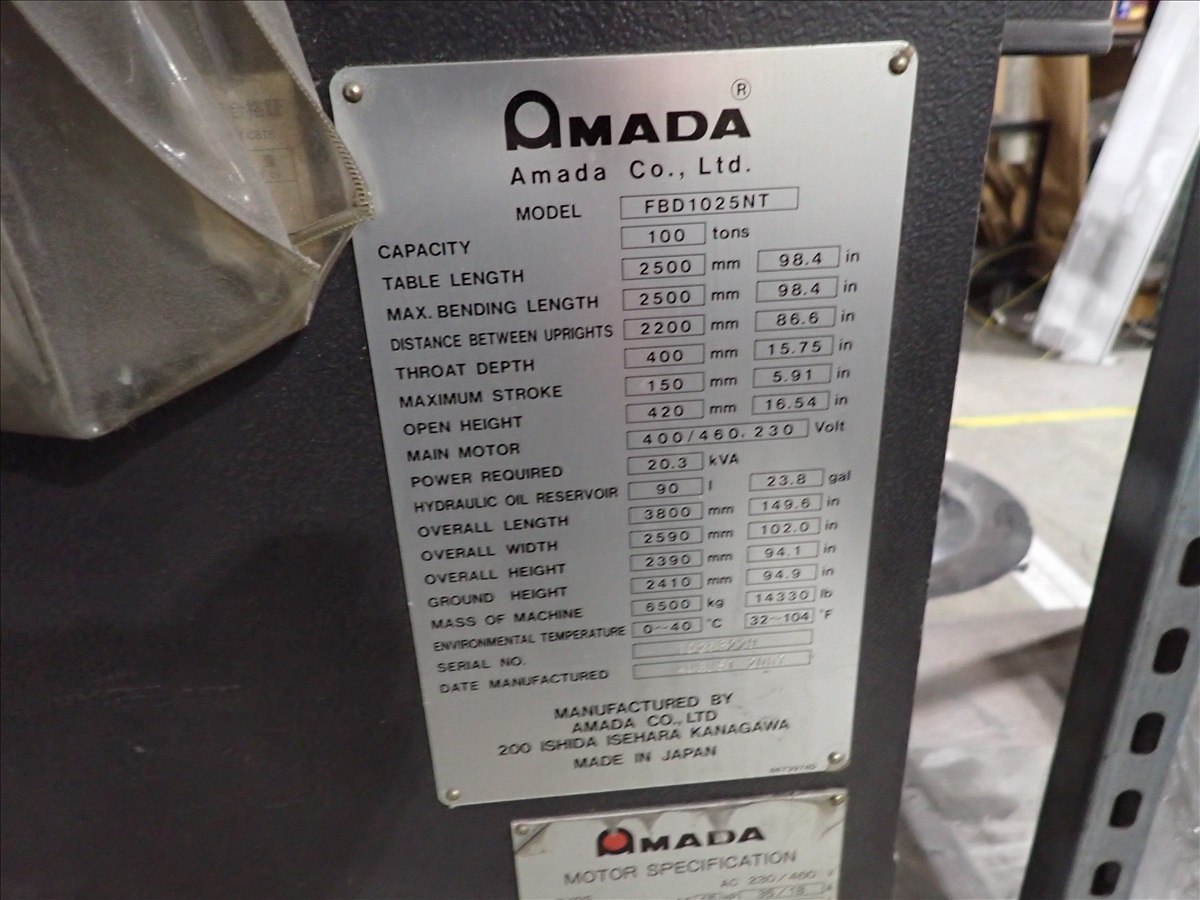 AMADA ®
Amada Co., Ltd.
MODEL FBD1025NT
CAPACITY 100 tons
TABLE LENGTH 2500 mm 98.4 in
MAX. BENDING LENGTH 2500 mm 98.4 in
DISTANCE BETWEEN UPRIGHTS 2200 mm 86.6 in
THROAT DEPTH 400 mm 15.75 in
MAXIMUM STROKE 150 mm 5.91 in
OPEN HEIGHT 420 mm 16.54 in
MAIN MOTOR 400/460, 230 Volt
POWER REQUIRED 20.3 kVA
HYDRAULIC OIL RESERVOIR 90 l 23.8 gal
OVERALL LENGTH 3800 mm 149.6 in
OVERALL WIDTH 2590 mm 102.0 in
OVERALL HEIGHT 2390 mm 94.1 in
GROUND HEIGHT 2410 mm 94.9 in
MASS OF MACHINE 6500 kg 14330 lb
ENVIRONMENTAL TEMPERATURE 0~40 °C 32~104 °F
SERIAL NO.
DATE MANUFACTURED
MANUFACTURED BY
AMADA CO., LTD
200 ISHIDA ISEHARA KANAGAWA
MADE IN JAPAN
AMADA
MOTOR SPECIFICATION
AC 230/460 V